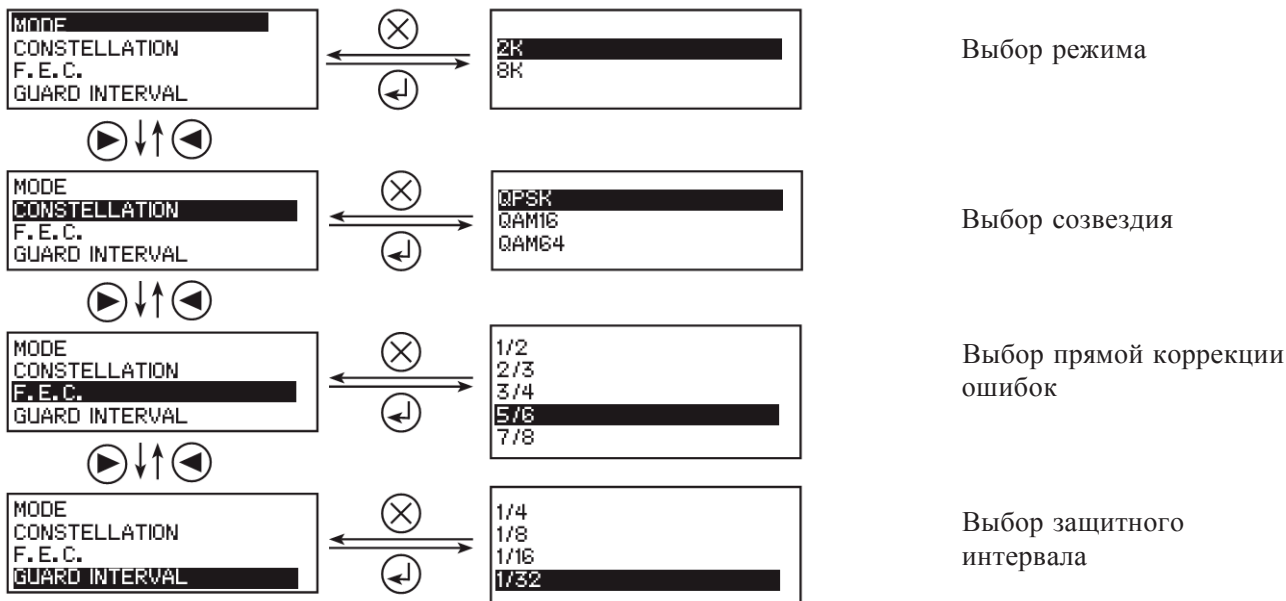 MODE
CONSTELLATION
F.E.C.
GUARD INTERVAL
2K
8K
Выбор режима
MODE
CONSTELLATION
F.E.C.
GUARD INTERVAL
QPSK
QAM16
QAM64
Выбор созвездия
MODE
CONSTELLATION
F.E.C.
GUARD INTERVAL
1/2
2/3
3/4
5/6
7/8
Выбор прямой коррекции
ошибок
MODE
CONSTELLATION
F.E.C.
GUARD INTERVAL
1/4
1/8
1/16
1/32
Выбор защитного
интервала